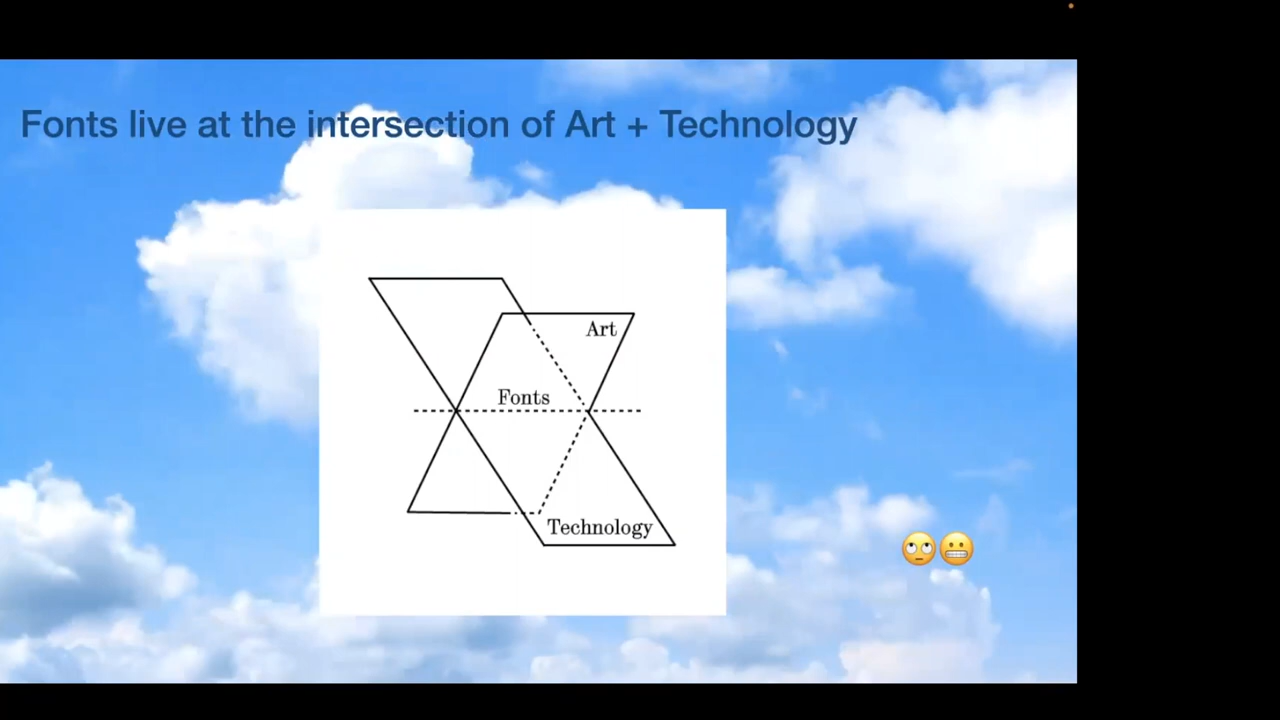 Fonts live at the intersection of Art + Technology
Art
Fonts
Technology
🙄😬